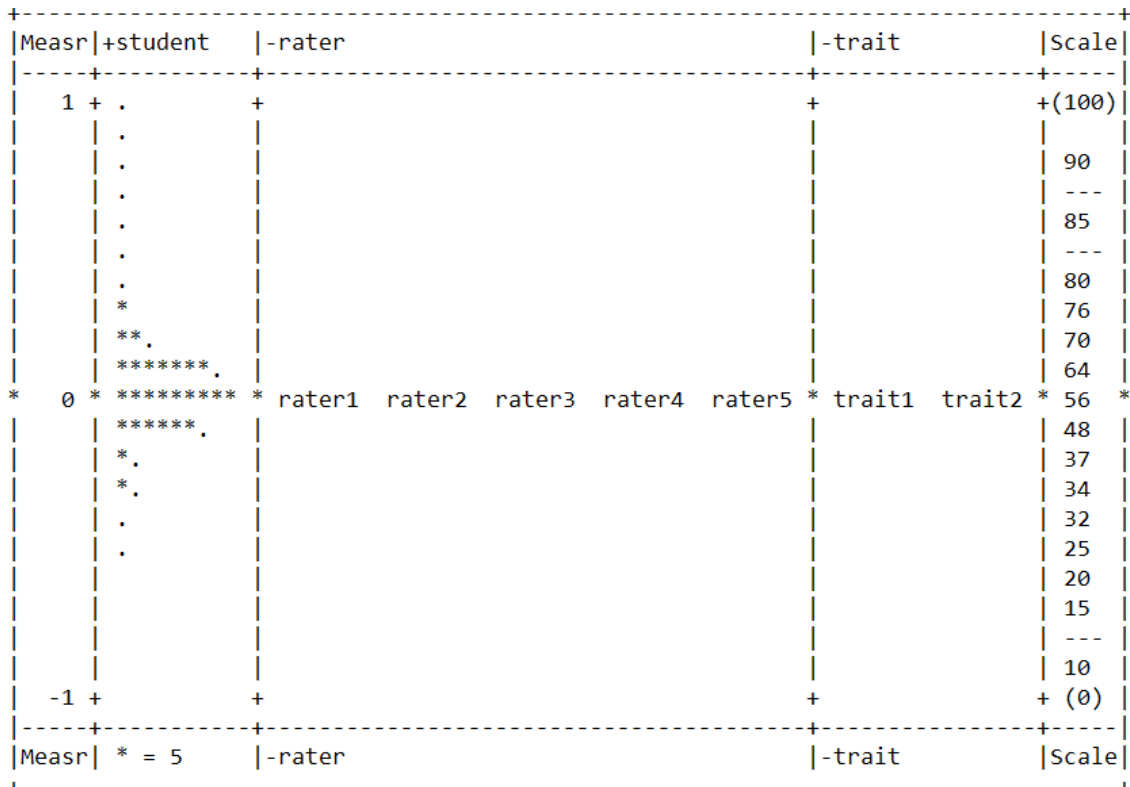 +-----------------------------------------------------------------------------+
|Measr|+student   |-rater                                 |-trait          |Scale|
|-----+-----------+---------------------------------------+----------------+-----|
|   1 + .         +                                       +                +(100)|
|     | .         |                                       |                |     |
|     | .         |                                       |                | 90  |
|     | .         |                                       |                | --- |
|     | .         |                                       |                | 85  |
|     | .         |                                       |                | --- |
|     | .         |                                       |                | 80  |
|     | *         |                                       |                | 76  |
|     | **.       |                                       |                | 70  |
|     | *******.  |                                       |                | 64  |
*   0 * ********* * rater1  rater2  rater3  rater4  rater5 * trait1  trait2 * 56  *
|     | ******.   |                                       |                | 48  |
|     | *.        |                                       |                | 37  |
|     | *.        |                                       |                | 34  |
|     | .         |                                       |                | 32  |
|     | .         |                                       |                | 25  |
|     |           |                                       |                | 20  |
|     |           |                                       |                | 15  |
|     |           |                                       |                | --- |
|     |           |                                       |                | 10  |
|  -1 +           +                                       +                + (0) |
|-----+-----------+---------------------------------------+----------------+-----|
|Measr| * = 5     |-rater                                 |-trait          |Scale|